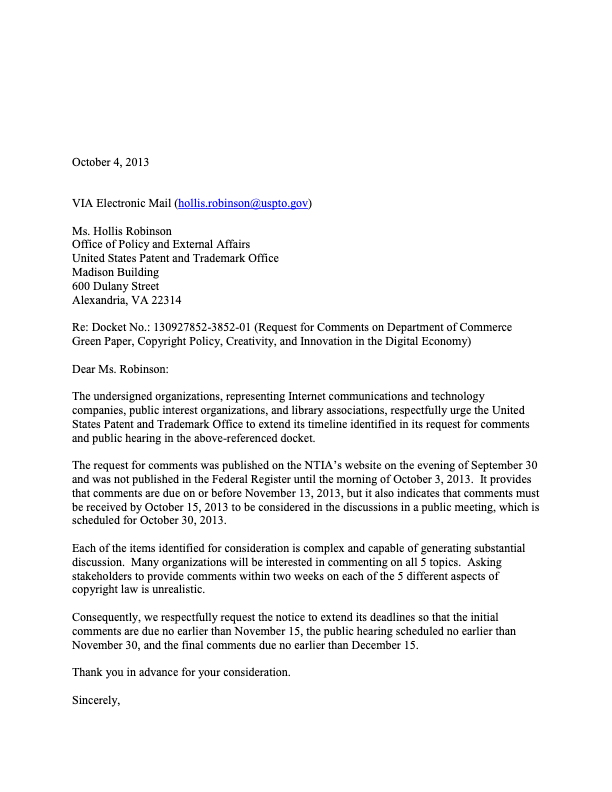 October 4, 2013
VIA Electronic Mail (hollis.robinson@uspto.gov)
Ms. Hollis Robinson
Office of Policy and External Affairs
United States Patent and Trademark Office
Madison Building
600 Dulany Street
Alexandria, VA 22314
Re: Docket No.: 130927852-3852-01 (Request for Comments on Department of Commerce
Green Paper, Copyright Policy, Creativity, and Innovation in the Digital Economy)
Dear Ms. Robinson:
The undersigned organizations, representing Internet communications and technology
companies, public interest organizations, and library associations, respectfully urge the United
States Patent and Trademark Office to extend its timeline identified in its request for comments
and public hearing in the above-referenced docket.
The request for comments was published on the NTIA's website on the evening of September 30
and was not published in the Federal Register until the morning of October 3, 2013.  It provides
that comments are due on or before November 13, 2013, but it also indicates that comments must
be received by October 15, 2013 to be considered in the discussions in a public meeting, which is
scheduled for October 30, 2013.
Each of the items identified for consideration is complex and capable of generating substantial
discussion.  Many organizations will be interested in commenting on all 5 topics.  Asking
stakeholders to provide comments within two weeks on each of the 5 different aspects of
copyright law is unrealistic.
Consequently, we respectfully request the notice to extend its deadlines so that the initial
comments are due no earlier than November 15, the public hearing scheduled no earlier than
November 30, and the final comments due no earlier than December 15.
Thank you in advance for your consideration.
Sincerely,